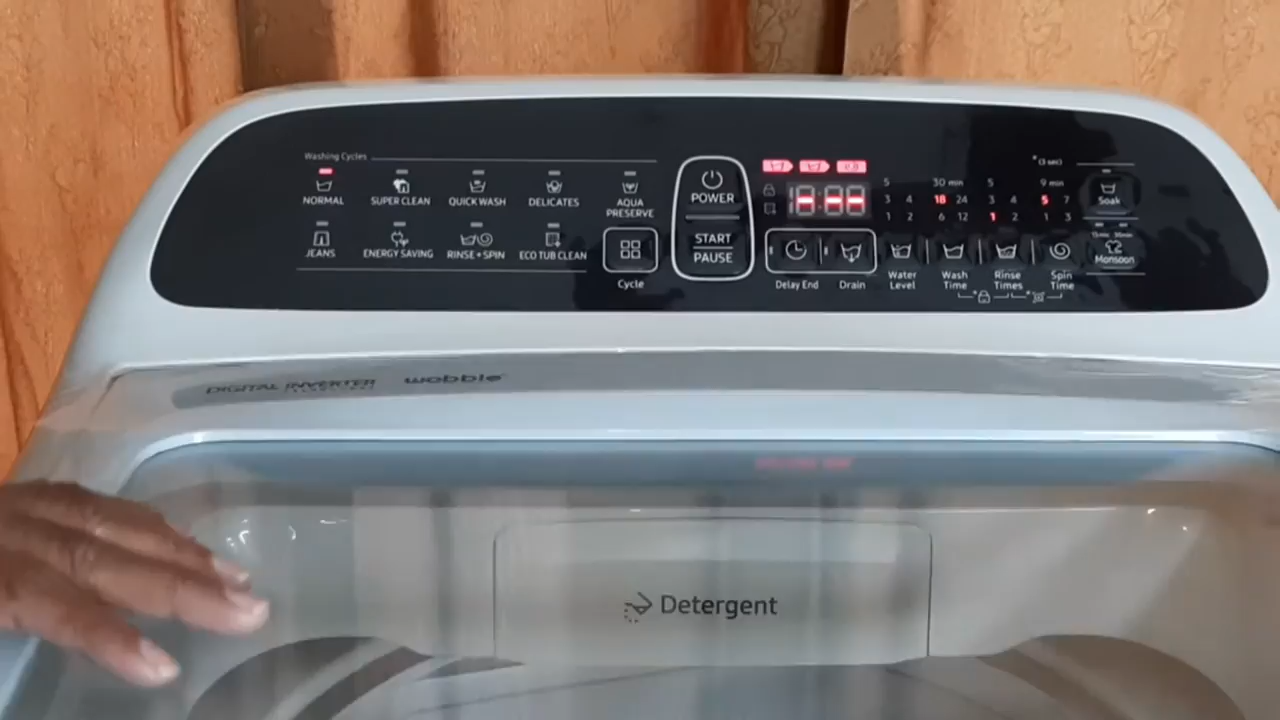 Washing Cycles
NORMAL SUPER CLEAN QUICK WASH DELICATES AQUA PRESERVE
JEANS ENERGY SAVING RINSE + SPIN ECO TUB CLEAN
Cycle
POWER
START
PAUSE
Delay End Drain
5 30 min 5 9 min
3 4 18 24 3 4 5 7
1 2 6 12 1 2 1 3
Water Level Wash Time Rinse Times Spin Time
(3 sec)
Soak
Monsoon
DIGITAL INVERTER wobble
Detergent